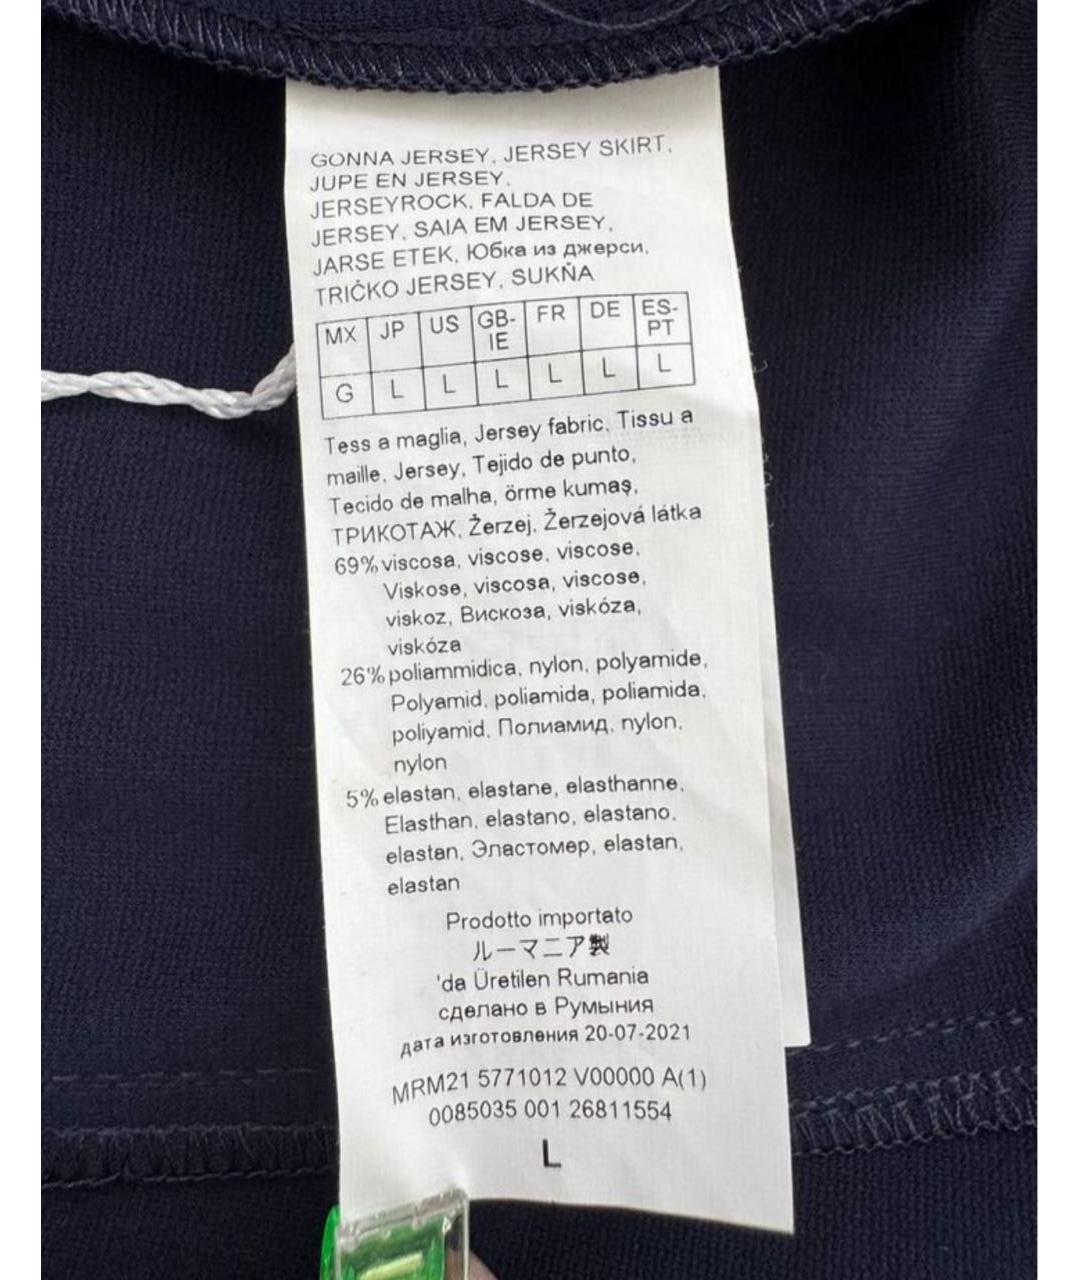 GONNA JERSEY, JERSEY SKIRT,
JUPE EN JERSEY,
JERSEYROCK, FALDA DE
JERSEY, SAIA EM JERSEY,
JARSE ETEK, Юбка из джерси,
TRIČKO JERSEY, SUKŇA
MX JP US GB-IE FR DE ES-PT
G L L L L L L
Tess a maglia, Jersey fabric, Tissu a
maille, Jersey, Tejido de punto,
Tecido de malha, örme kumaş,
ТРИКОТАЖ, Žerzej, Žerzejová látka
69% viscosa, viscose, viscose,
Viskose, viscosa, viscose,
viskoz, Вискоза, viskóza,
viskóza
26% poliammidica, nylon, polyamide,
Polyamid, poliamida, poliamida,
poliyamid, Полиамид, nylon,
nylon
5% elastan, elastane, elasthanne,
Elasthan, elastano, elastano,
elastan, Эластомер, elastan,
elastan
Prodotto importato
ルーマニア製
'da Üretilen Rumania
сделано в Румыния
дата изготовления 20-07-2021
MRM21 5771012 V00000 A(1)
0085035 001 26811554
L